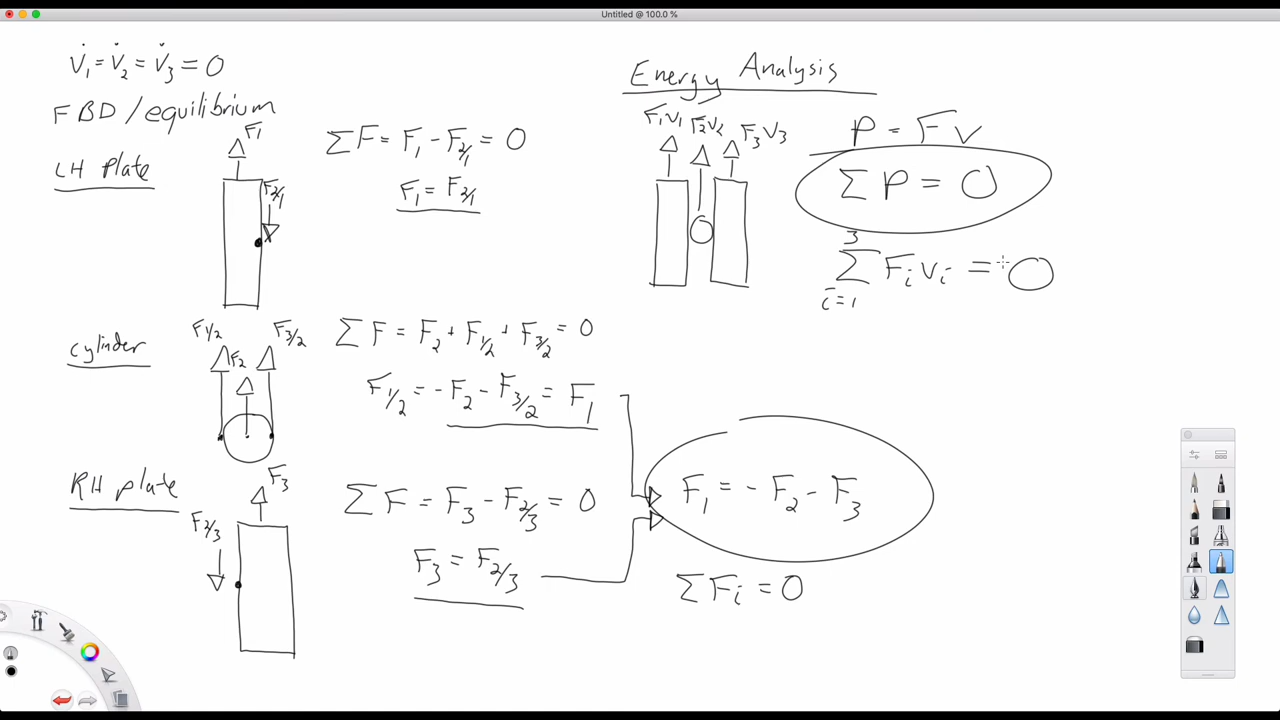 Untitled @ 100.0 %
V̇₁ = V̇₂ = V̇₃ = 0
FBD/equilibrium
LH Plate
F₁
F₂/₁
ΣF = F₁ - F₂/₁ = 0
F₁ = F₂/₁
cylinder
F₁/₂
F₂
F₃/₂
ΣF = F₂ + F₁/₂ + F₃/₂ = 0
F₁/₂ = -F₂ - F₃/₂ = F₁
RH plate
F₃
F₂/₃
ΣF = F₃ - F₂/₃ = 0
F₃ = F₂/₃
F₁ = - F₂ - F₃
ΣFᵢ = 0
Energy Analysis
F₁V₁
F₂V₂
F₃V₃
P = FV
ΣP = 0
3
Σ Fᵢvᵢ = 0
i=1